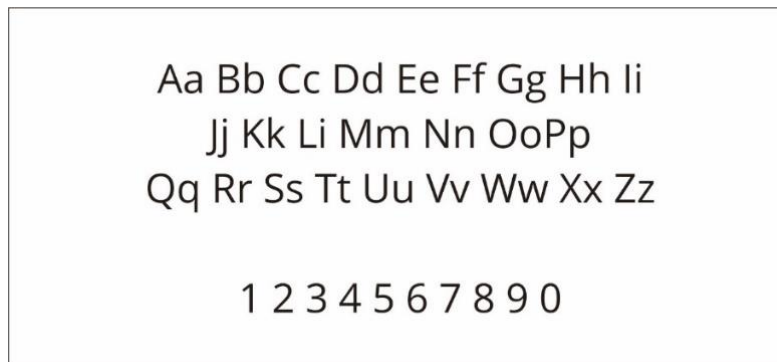 Aa Bb Cc Dd Ee Ff Gg Hh Ii
Jj Kk Li Mm Nn OoPp
Qq Rr Ss Tt Uu Vv Ww Xx Zz
1 2 3 4 5 6 7 8 9 0